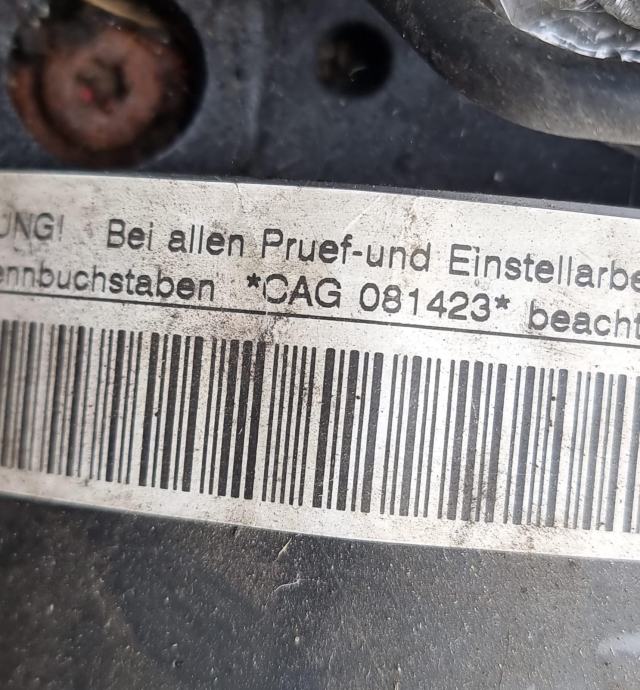 UNG! Bei allen Pruef-und Einstellarbe
ennbuchstaben *CAG 081423* beacht